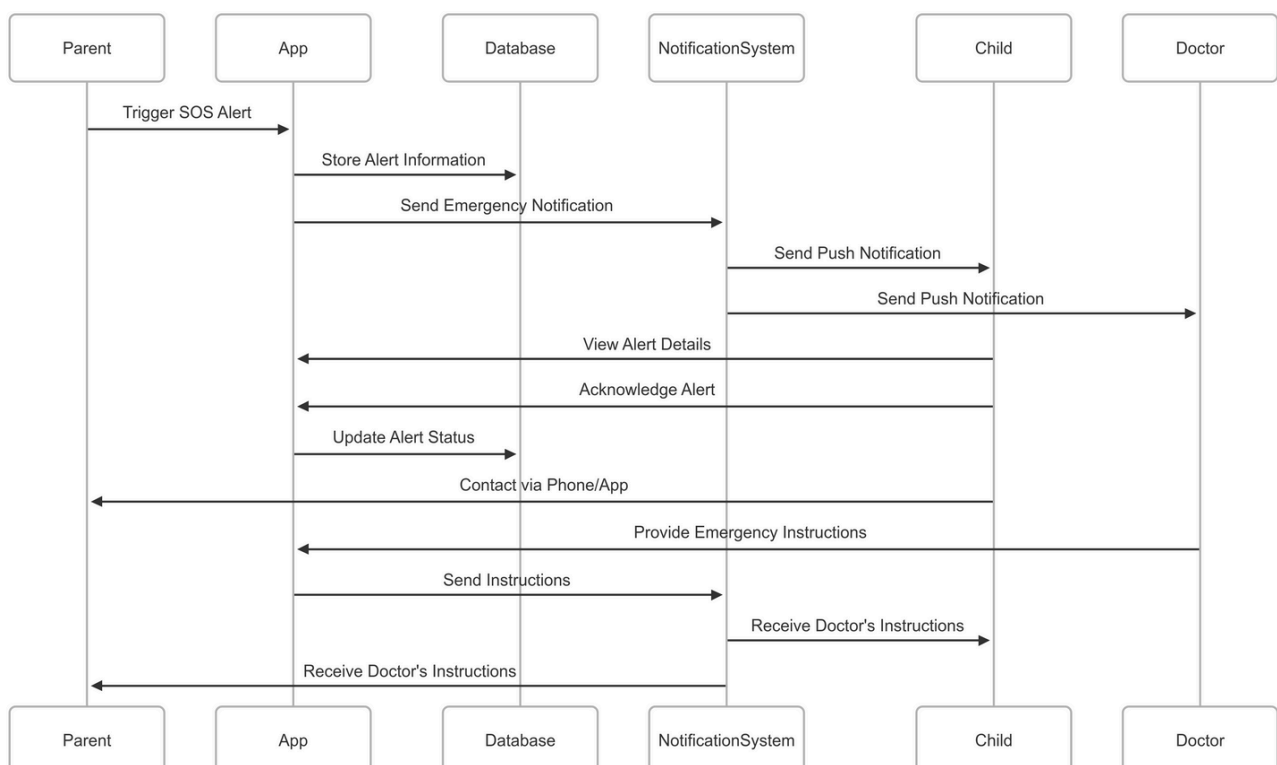 Parent
App
Database
NotificationSystem
Child
Doctor
Trigger SOS Alert
Store Alert Information
Send Emergency Notification
Send Push Notification
Send Push Notification
View Alert Details
Acknowledge Alert
Update Alert Status
Contact via Phone/App
Provide Emergency Instructions
Send Instructions
Receive Doctor's Instructions
Receive Doctor's Instructions
Parent
App
Database
NotificationSystem
Child
Doctor